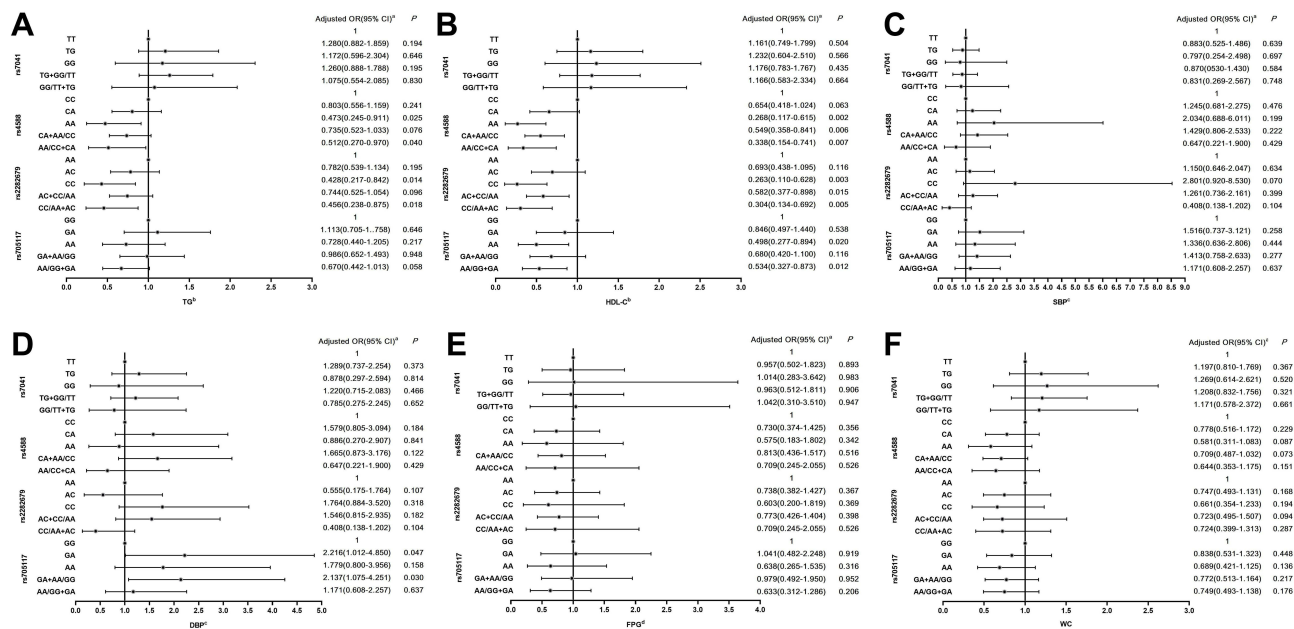 A
Adjusted OR(95% CI)a P
rs7041
TT 1
TG 1.280(0.882-1.859) 0.194
GG 1.172(0.596-2.304) 0.646
TG+GG/TT 1.260(0.888-1.788) 0.195
GG/TT+TG 1.075(0.554-2.085) 0.830
rs4588
CC 1
CA 0.803(0.556-1.159) 0.241
AA 0.473(0.245-0.911) 0.025
CA+AA/CC 0.735(0.523-1.033) 0.076
AA/CC+CA 0.512(0.270-0.970) 0.040
rs2282679
AA 1
AC 0.782(0.539-1.134) 0.195
CC 0.428(0.217-0.842) 0.014
AC+CC/AA 0.744(0.525-1.054) 0.096
CC/AA+AC 0.456(0.238-0.875) 0.018
rs705117
GG 1
GA 1.113(0.705-1..758) 0.646
AA 0.728(0.440-1.205) 0.217
GA+AA/GG 0.986(0.652-1.493) 0.948
AA/GG+GA 0.670(0.442-1.013) 0.058
0.0 0.5 1.0 1.5 2.0 2.5 3.0
TGb
B
Adjusted OR(95% CI)a P
rs7041
TT 1
TG 1.161(0.749-1.799) 0.504
GG 1.232(0.604-2.510) 0.566
TG+GG/TT 1.176(0.783-1.767) 0.435
GG/TT+TG 1.166(0.583-2.334) 0.664
rs4588
CC 1
CA 0.654(0.418-1.024) 0.063
AA 0.268(0.117-0.615) 0.002
CA+AA/CC 0.549(0.358-0.841) 0.006
AA/CC+CA 0.338(0.154-0.741) 0.007
rs2282679
AA 1
AC 0.693(0.438-1.095) 0.116
CC 0.263(0.110-0.628) 0.003
AC+CC/AA 0.582(0.377-0.898) 0.015
CC/AA+AC 0.304(0.134-0.692) 0.005
rs705117
GG 1
GA 0.846(0.497-1.440) 0.538
AA 0.498(0.277-0.894) 0.020
GA+AA/GG 0.680(0.420-1.100) 0.116
AA/GG+GA 0.534(0.327-0.873) 0.012
0.0 0.5 1.0 1.5 2.0 2.5 3.0
HDL-Cb
C
Adjusted OR(95% CI)a P
rs7041
TT 1
TG 0.883(0.525-1.486) 0.639
GG 0.797(0.254-2.498) 0.697
TG+GG/TT 0.870(0530-1.430) 0.584
GG/TT+TG 0.831(0.269-2.567) 0.748
rs4588
CC 1
CA 1.245(0.681-2.275) 0.476
AA 2.034(0.688-6.011) 0.199
CA+AA/CC 1.429(0.806-2.533) 0.222
AA/CC+CA 0.647(0.221-1.900) 0.429
rs2282679
AA 1
AC 1.150(0.646-2.047) 0.634
CC 2.801(0.920-8.530) 0.070
AC+CC/AA 1.261(0.736-2.161) 0.399
CC/AA+AC 0.408(0.138-1.202) 0.104
rs705117
GG 1
GA 1.516(0.737-3.121) 0.258
AA 1.336(0.636-2.806) 0.444
GA+AA/GG 1.413(0.758-2.633) 0.277
AA/GG+GA 1.171(0.608-2.257) 0.637
0.0 0.5 1.0 1.5 2.0 2.5 3.0 3.5 4.0 4.5 5.0 5.5 6.0 6.5 7.0 7.5 8.0 8.5 9.0
SBPc
D
Adjusted OR(95% CI)a P
rs7041
TT 1
TG 1.289(0.737-2.254) 0.373
GG 0.878(0.297-2.594) 0.814
TG+GG/TT 1.220(0.715-2.083) 0.466
GG/TT+TG 0.785(0.275-2.245) 0.652
rs4588
CC 1
CA 1.579(0.805-3.094) 0.184
AA 0.886(0.270-2.907) 0.841
CA+AA/CC 1.665(0.873-3.176) 0.122
AA/CC+CA 0.647(0.221-1.900) 0.429
rs2282679
AA 1
AC 0.555(0.175-1.764) 0.107
CC 1.764(0.884-3.520) 0.318
AC+CC/AA 1.546(0.815-2.935) 0.182
CC/AA+AC 0.408(0.138-1.202) 0.104
rs705117
GG 1
GA 2.216(1.012-4.850) 0.047
AA 1.779(0.800-3.956) 0.158
GA+AA/GG 2.137(1.075-4.251) 0.030
AA/GG+GA 1.171(0.608-2.257) 0.637
0.0 1.0 2.0 3.0 4.0 5.0
DBPc
E
Adjusted OR(95% CI)a P
rs7041
TT 1
TG 0.957(0.502-1.823) 0.893
GG 1.014(0.283-3.642) 0.983
TG+GG/TT 0.963(0.512-1.811) 0.906
GG/TT+TG 1.042(0.310-3.510) 0.947
rs4588
CC 1
CA 0.730(0.374-1.425) 0.356
AA 0.575(0.183-1.802) 0.342
CA+AA/CC 0.813(0.436-1.517) 0.516
AA/CC+CA 0.709(0.245-2.055) 0.526
rs2282679
AA 1
AC 0.738(0.382-1.427) 0.367
CC 0.603(0.200-1.819) 0.369
AC+CC/AA 0.773(0.426-1.404) 0.398
CC/AA+AC 0.709(0.245-2.055) 0.526
rs705117
GG 1
GA 1.041(0.482-2.248) 0.919
AA 0.638(0.265-1.535) 0.316
GA+AA/GG 0.979(0.492-1.950) 0.952
AA/GG+GA 0.633(0.312-1.286) 0.206
0.0 0.5 1.0 1.5 2.0 2.5 3.0 3.5 4.0
FPGd
F
Adjusted OR(95% CI)c P
rs7041
TT 1
TG 1.197(0.810-1.769) 0.367
GG 1.269(0.614-2.621) 0.520
TG+GG/TT 1.208(0.832-1.756) 0.321
GG/TT+TG 1.171(0.578-2.372) 0.661
rs4588
CC 1
CA 0.778(0.516-1.172) 0.229
AA 0.581(0.311-1.083) 0.087
CA+AA/CC 0.709(0.487-1.032) 0.073
AA/CC+CA 0.644(0.353-1.175) 0.151
rs2282679
AA 1
AC 0.747(0.493-1.131) 0.168
CC 0.661(0.354-1.233) 0.194
AC+CC/AA 0.723(0.495-1.507) 0.094
CC/AA+AC 0.724(0.399-1.313) 0.287
rs705117
GG 1
GA 0.838(0.531-1.323) 0.448
AA 0.689(0.421-1.125) 0.136
GA+AA/GG 0.772(0.513-1.164) 0.217
AA/GG+GA 0.749(0.493-1.138) 0.176
0.0 0.5 1.0 1.5 2.0 2.5 3.0
WC